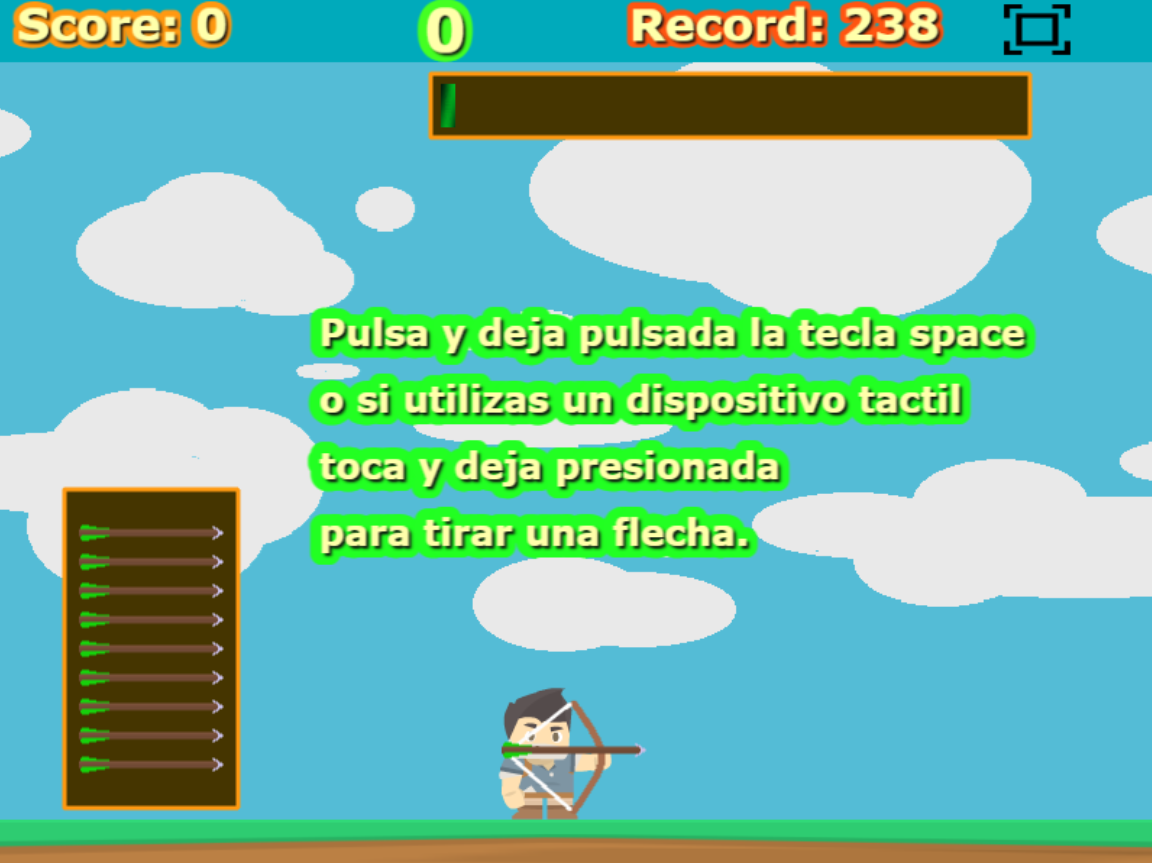 Score: 0 0 Record: 238
Pulsa y deja pulsada la tecla space
o si utilizas un dispositivo tactil
toca y deja presionada
para tirar una flecha.